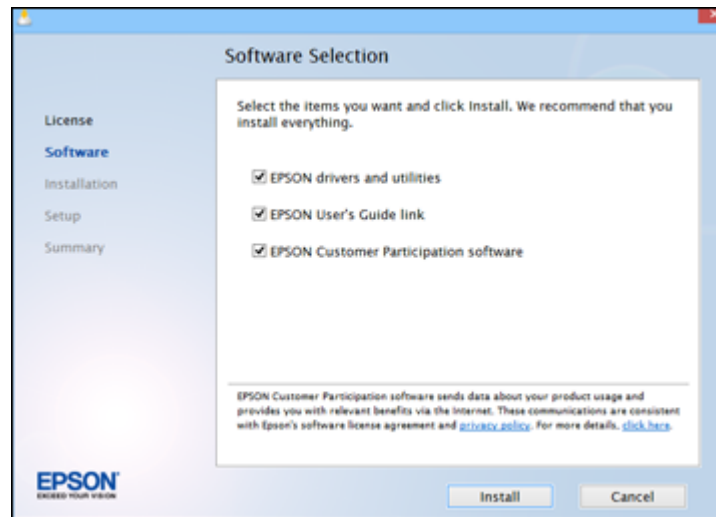 Software Selection
License
Software
Installation
Setup
Summary
Select the items you want and click Install. We recommend that you
install everything.
EPSON drivers and utilities
EPSON User's Guide link
EPSON Customer Participation software
EPSON Customer Participation software sends data about your product usage and
provides you with relevant benefits via the Internet. These communications are consistent
with Epson's software license agreement and privacy policy. For more details, click here.
EPSON
EXCEED YOUR VISION
Install
Cancel